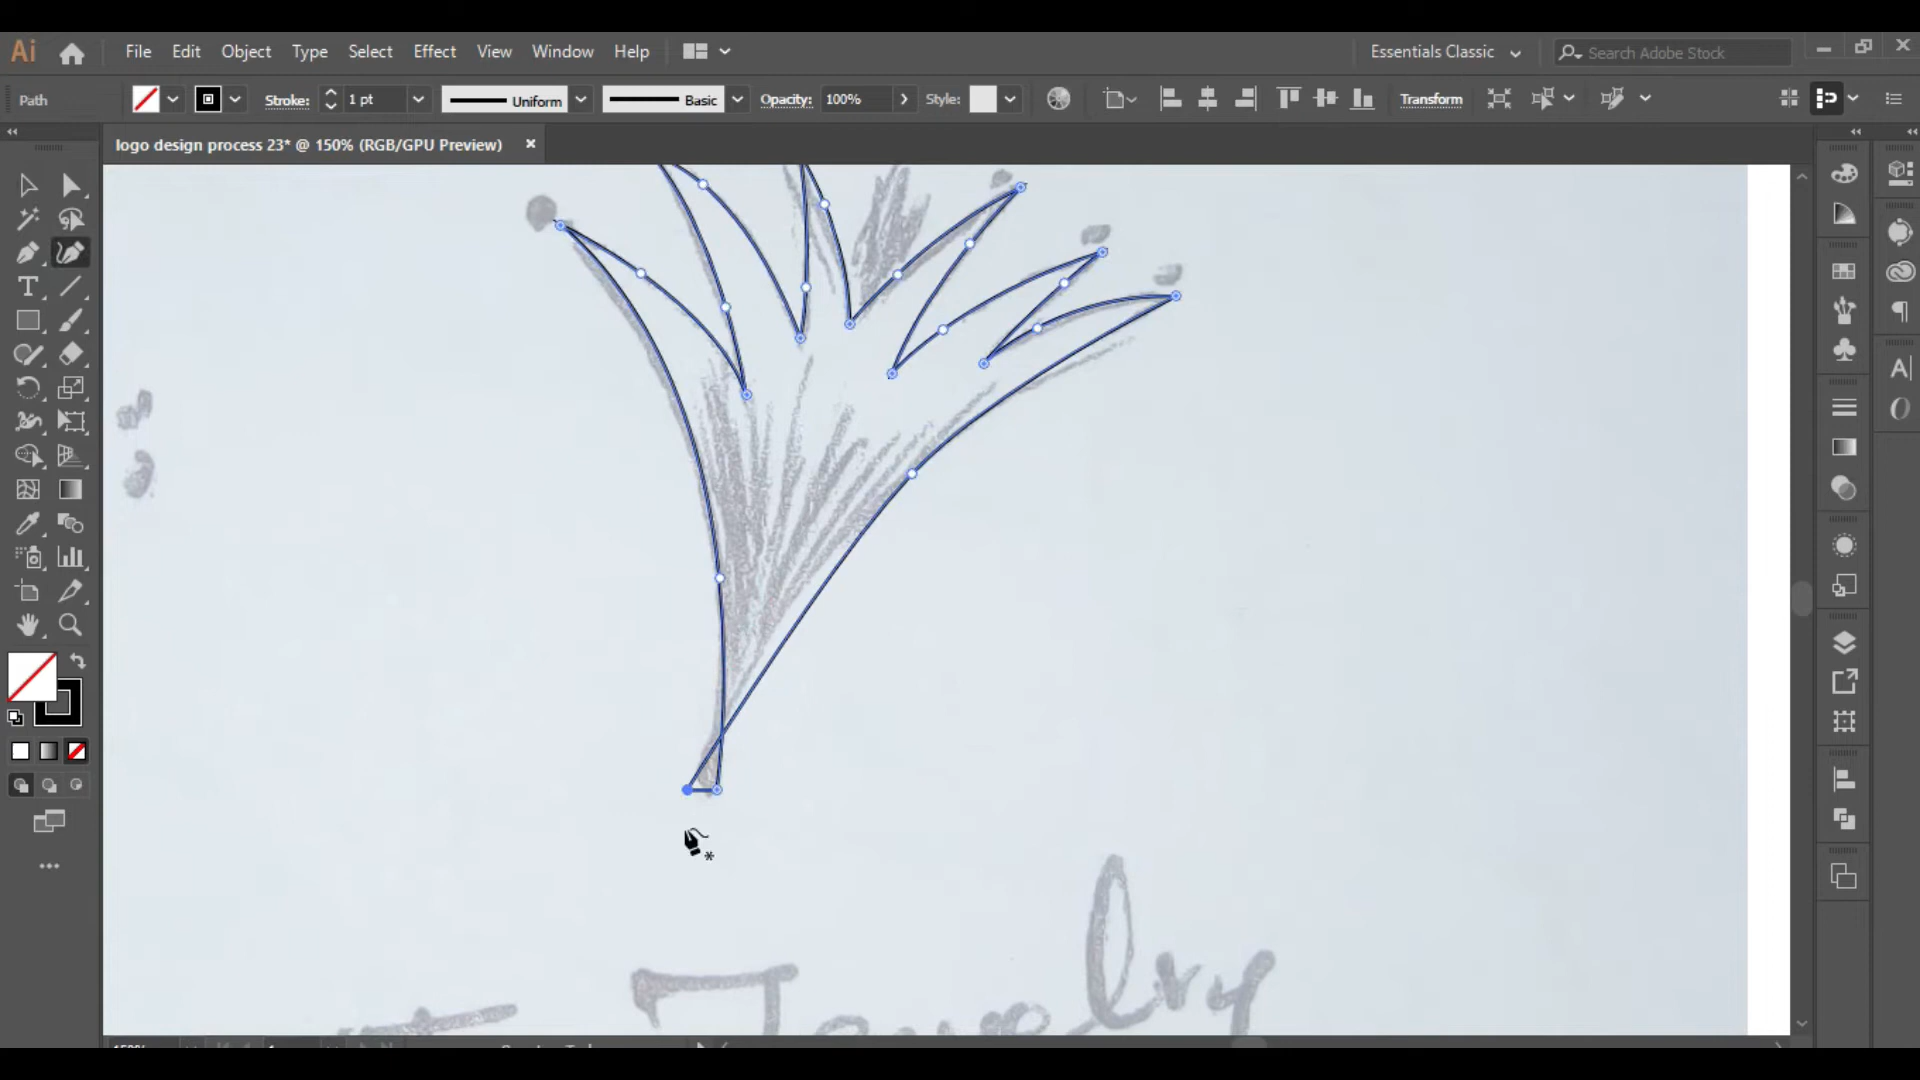 Ai File Edit Object Type Select Effect View Window Help Essentials Classic Search Adobe Stock
Path Stroke: 1 pt Uniform Basic Opacity: 100% Style: Transform
logo design process 23* @ 150% (RGB/GPU Preview)
Jewelry